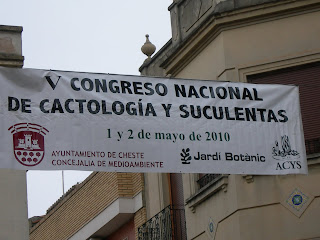 V CONGRESO NACIONAL
DE CACTOLOGÍA Y SUCULENTAS
1 y 2 de mayo de 2010
AYUNTAMIENTO DE CHESTE
CONCEJALIA DE MEDIOAMBIENTE
Jardí Botànic
ACYS